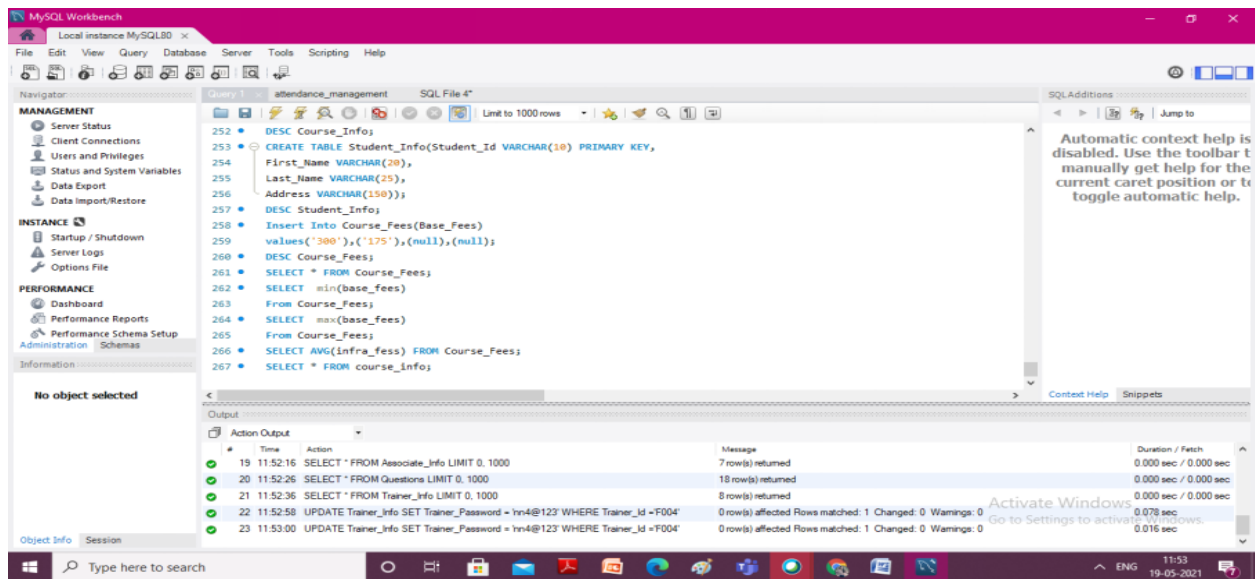 MySQL Workbench
Local instance MySQL80 ×
File Edit View Query Database Server Tools Scripting Help
Navigator
MANAGEMENT
Server Status
Client Connections
Users and Privileges
Status and System Variables
Data Export
Data Import/Restore
INSTANCE
Startup / Shutdown
Server Logs
Options File
PERFORMANCE
Dashboard
Performance Reports
Performance Schema Setup
Administration Schemas
Information
No object selected
Object Info Session
Query 1 × attendance_management SQL File 4*
Limit to 1000 rows
252 DESC Course_Info;
253 CREATE TABLE Student_Info(Student_Id VARCHAR(10) PRIMARY KEY,
254 First_Name VARCHAR(20),
255 Last_Name VARCHAR(25),
256 Address VARCHAR(150));
257 DESC Student_Info;
258 Insert Into Course_Fees(Base_Fees)
259 values('300'),('175'),(null),(null);
260 DESC Course_Fees;
261 SELECT * FROM Course_Fees;
262 SELECT min(base_fees)
263 From Course_Fees;
264 SELECT max(base_fees)
265 From Course_Fees;
266 SELECT AVG(infra_fess) FROM Course_Fees;
267 SELECT * FROM course_info;
SQLAdditions
Jump to
Automatic context help is
disabled. Use the toolbar t
manually get help for the
current caret position or to
toggle automatic help.
Context Help Snippets
Output
Action Output
# Time Action Message Duration / Fetch
19 11:52:16 SELECT * FROM Associate_Info LIMIT 0, 1000 7 row(s) returned 0.000 sec / 0.000 sec
20 11:52:26 SELECT * FROM Questions LIMIT 0, 1000 18 row(s) returned 0.000 sec / 0.000 sec
21 11:52:36 SELECT * FROM Trainer_Info LIMIT 0, 1000 8 row(s) returned 0.000 sec / 0.000 sec
22 11:52:58 UPDATE Trainer_Info SET Trainer_Password = 'nn4@123' WHERE Trainer_Id ='F004' 0 row(s) affected Rows matched: 1 Changed: 0 Warnings: 0 0.078 sec
23 11:53:00 UPDATE Trainer_Info SET Trainer_Password = 'nn4@123' WHERE Trainer_Id ='F004' 0 row(s) affected Rows matched: 1 Changed: 0 Warnings: 0 0.016 sec
Activate Windows
Go to Settings to activate Windows.
Type here to search
ENG
11:53
19-05-2021